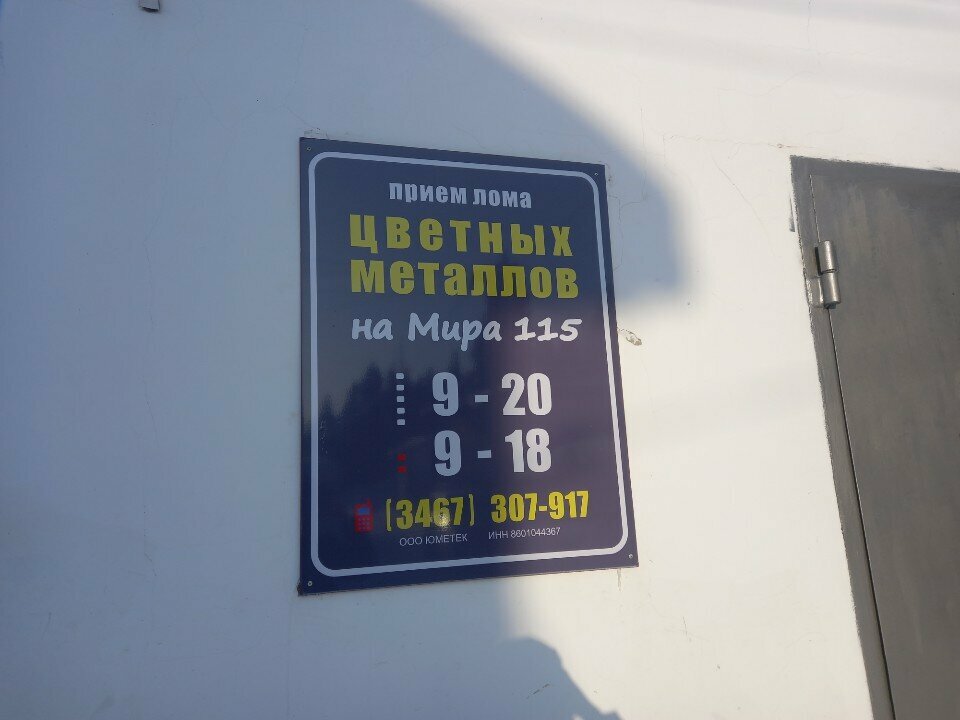 прием лома
цветных
металлов
на Мира 115
9 - 20
9 - 18
(3467) 307-917
ООО ЮМЕТЕК ИНН 8601044367